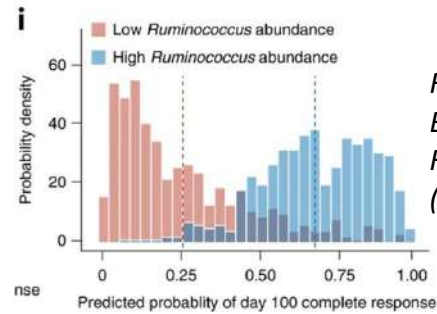 i
Low Ruminococcus abundance
High Ruminococcus abundance
Probability density
60
40
20
0
0 0.25 0.50 0.75 1.00
nse
Predicted probablity of day 100 complete response
(